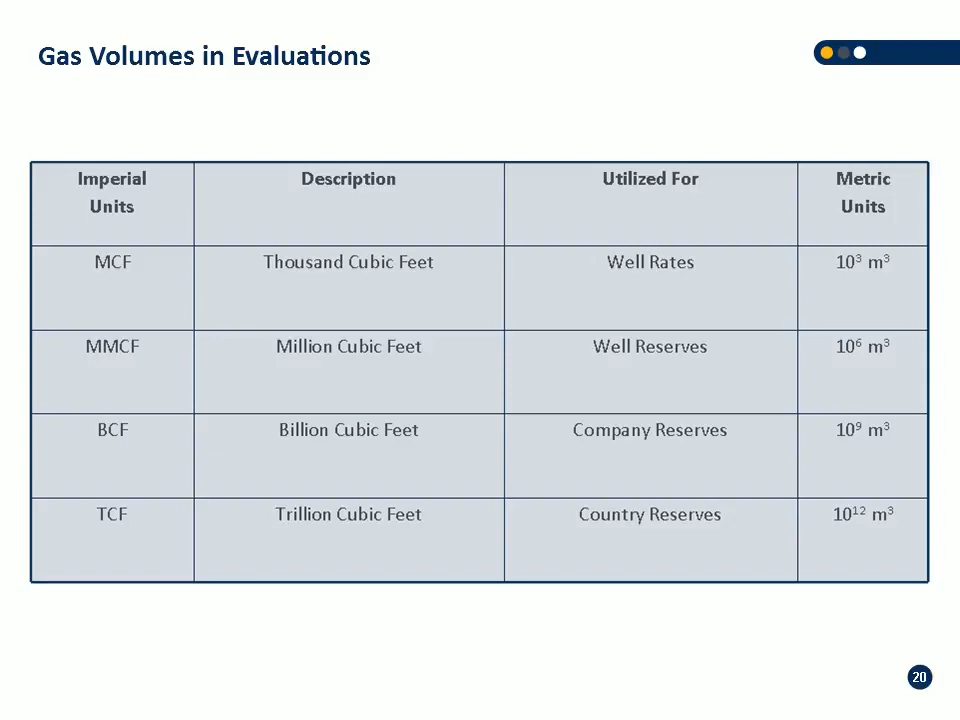 Gas Volumes in Evaluations
Imperial Units Description Utilized For Metric Units
MCF Thousand Cubic Feet Well Rates 10³ m³
MMCF Million Cubic Feet Well Reserves 10⁶ m³
BCF Billion Cubic Feet Company Reserves 10⁹ m³
TCF Trillion Cubic Feet Country Reserves 10¹² m³
20